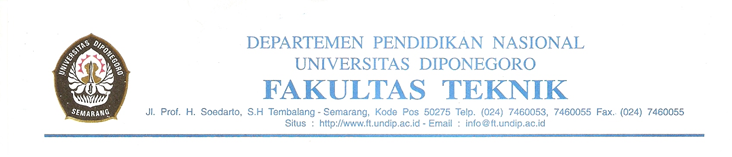 UNIVERSITAS DIPONEGORO
SEMARANG
DEPARTEMEN PENDIDIKAN NASIONAL
UNIVERSITAS DIPONEGORO
FAKULTAS TEKNIK
Jl. Prof. H. Soedarto, S.H Tembalang - Semarang, Kode Pos 50275 Telp. (024) 7460053, 7460055 Fax. (024) 7460055
Situs : http://www.ft.undip.ac.id - Email : info@ft.undip.ac.id